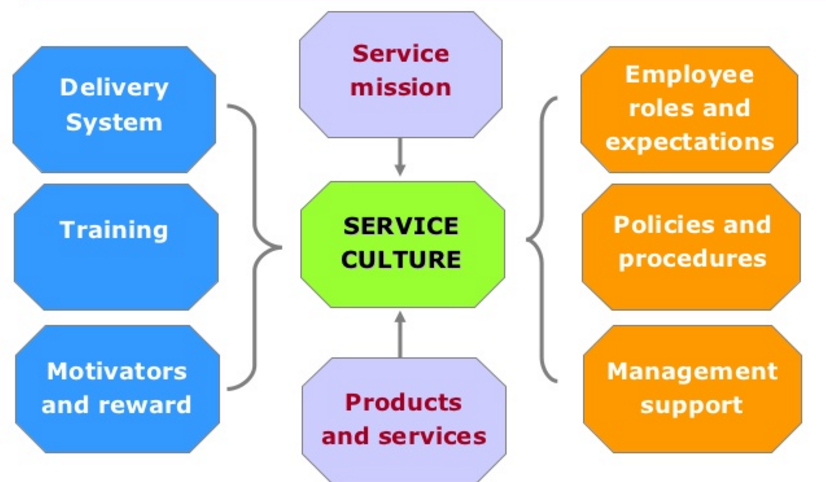 Delivery
System
Training
Motivators
and reward
Service
mission
SERVICE
CULTURE
Products
and services
Employee
roles and
expectations
Policies and
procedures
Management
support